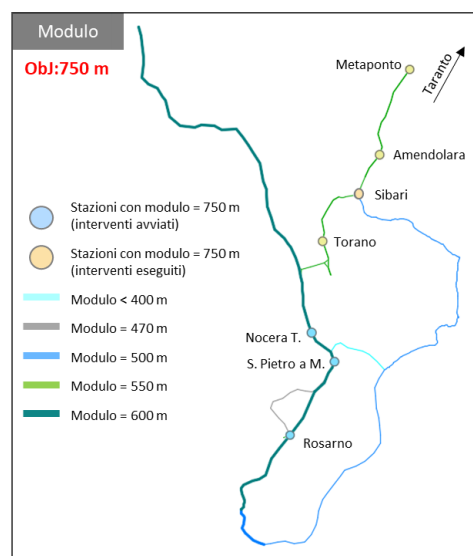 Modulo
ObJ:750 m
Metaponto
Taranto
Amendolara
Sibari
Stazioni con modulo = 750 m
(interventi avviati)
Stazioni con modulo = 750 m
(interventi eseguiti)
Torano
Modulo < 400 m
Modulo = 470 m
Modulo = 500 m
Modulo = 550 m
Modulo = 600 m
Nocera T.
S. Pietro a M.
Rosarno